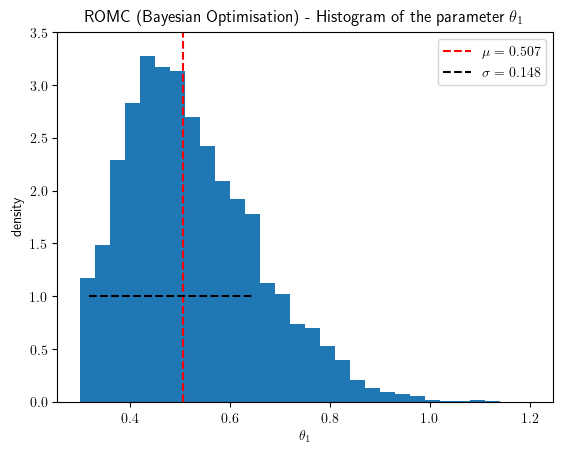 ROMC (Bayesian Optimisation) - Histogram of the parameter θ₁
μ = 0.507
σ = 0.148
3.5
3.0
2.5
2.0
1.5
1.0
0.5
0.0
density
0.4 0.6 0.8 1.0 1.2
θ₁